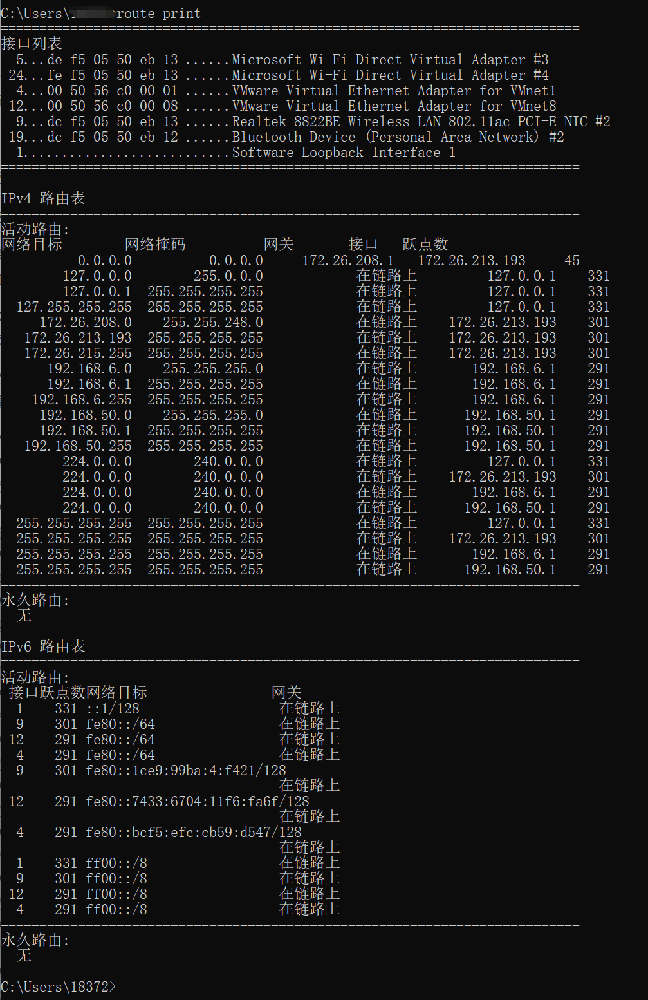 C:\Users\ >route print
===========================================================================
接口列表
  5...de f5 05 50 eb 13 ......Microsoft Wi-Fi Direct Virtual Adapter #3
 24...fe f5 05 50 eb 13 ......Microsoft Wi-Fi Direct Virtual Adapter #4
  4...00 50 56 c0 00 01 ......VMware Virtual Ethernet Adapter for VMnet1
 12...00 50 56 c0 00 08 ......VMware Virtual Ethernet Adapter for VMnet8
  9...dc f5 05 50 eb 13 ......Realtek 8822BE Wireless LAN 802.11ac PCI-E NIC #2
 19...dc f5 05 50 eb 12 ......Bluetooth Device (Personal Area Network) #2
  1...........................Software Loopback Interface 1
===========================================================================
IPv4 路由表
===========================================================================
活动路由:
网络目标        网络掩码          网关       接口   跃点数
          0.0.0.0          0.0.0.0     172.26.208.1   172.26.213.193     45
        127.0.0.0        255.0.0.0            在链路上         127.0.0.1    331
        127.0.0.1  255.255.255.255            在链路上         127.0.0.1    331
  127.255.255.255  255.255.255.255            在链路上         127.0.0.1    331
     172.26.208.0    255.255.248.0            在链路上    172.26.213.193    301
   172.26.213.193  255.255.255.255            在链路上    172.26.213.193    301
   172.26.215.255  255.255.255.255            在链路上    172.26.213.193    301
      192.168.6.0    255.255.255.0            在链路上       192.168.6.1    291
      192.168.6.1  255.255.255.255            在链路上       192.168.6.1    291
    192.168.6.255  255.255.255.255            在链路上       192.168.6.1    291
     192.168.50.0    255.255.255.0            在链路上      192.168.50.1    291
     192.168.50.1  255.255.255.255            在链路上      192.168.50.1    291
   192.168.50.255  255.255.255.255            在链路上      192.168.50.1    291
        224.0.0.0        240.0.0.0            在链路上         127.0.0.1    331
        224.0.0.0        240.0.0.0            在链路上    172.26.213.193    301
        224.0.0.0        240.0.0.0            在链路上       192.168.6.1    291
        224.0.0.0        240.0.0.0            在链路上      192.168.50.1    291
  255.255.255.255  255.255.255.255            在链路上         127.0.0.1    331
  255.255.255.255  255.255.255.255            在链路上    172.26.213.193    301
  255.255.255.255  255.255.255.255            在链路上       192.168.6.1    291
  255.255.255.255  255.255.255.255            在链路上      192.168.50.1    291
===========================================================================
永久路由:
  无
IPv6 路由表
===========================================================================
活动路由:
 接口跃点数网络目标                网关
  1    331 ::1/128                  在链路上
  9    301 fe80::/64                在链路上
 12    291 fe80::/64                在链路上
  4    291 fe80::/64                在链路上
  9    301 fe80::1ce9:99ba:4:f421/128
                                    在链路上
 12    291 fe80::7433:6704:11f6:fa6f/128
                                    在链路上
  4    291 fe80::bcf5:efc:cb59:d547/128
                                    在链路上
  1    331 ff00::/8                 在链路上
  9    301 ff00::/8                 在链路上
 12    291 ff00::/8                 在链路上
  4    291 ff00::/8                 在链路上
===========================================================================
永久路由:
  无
C:\Users\18372>